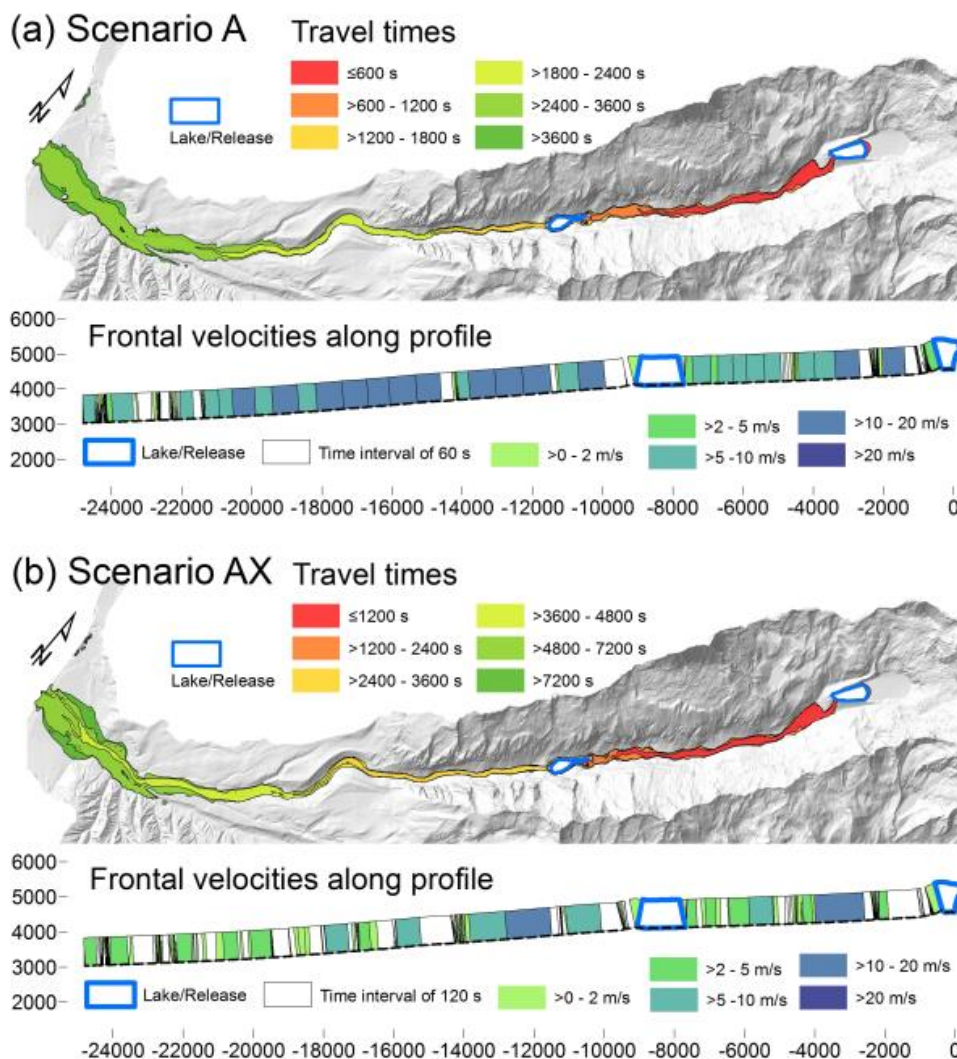 (a) Scenario A
Travel times
≤600 s
>600 - 1200 s
>1200 - 1800 s
>1800 - 2400 s
>2400 - 3600 s
>3600 s
Lake/Release
N
Frontal velocities along profile
6000
5000
4000
3000
2000
Lake/Release
Time interval of 60 s
>0 - 2 m/s
>2 - 5 m/s
>5 -10 m/s
>10 - 20 m/s
>20 m/s
-24000 -22000 -20000 -18000 -16000 -14000 -12000 -10000 -8000 -6000 -4000 -2000 0
(b) Scenario AX
Travel times
≤1200 s
>1200 - 2400 s
>2400 - 3600 s
>3600 - 4800 s
>4800 - 7200 s
>7200 s
Lake/Release
N
Frontal velocities along profile
6000
5000
4000
3000
2000
Lake/Release
Time interval of 120 s
>0 - 2 m/s
>2 - 5 m/s
>5 -10 m/s
>10 - 20 m/s
>20 m/s
-24000 -22000 -20000 -18000 -16000 -14000 -12000 -10000 -8000 -6000 -4000 -2000 0